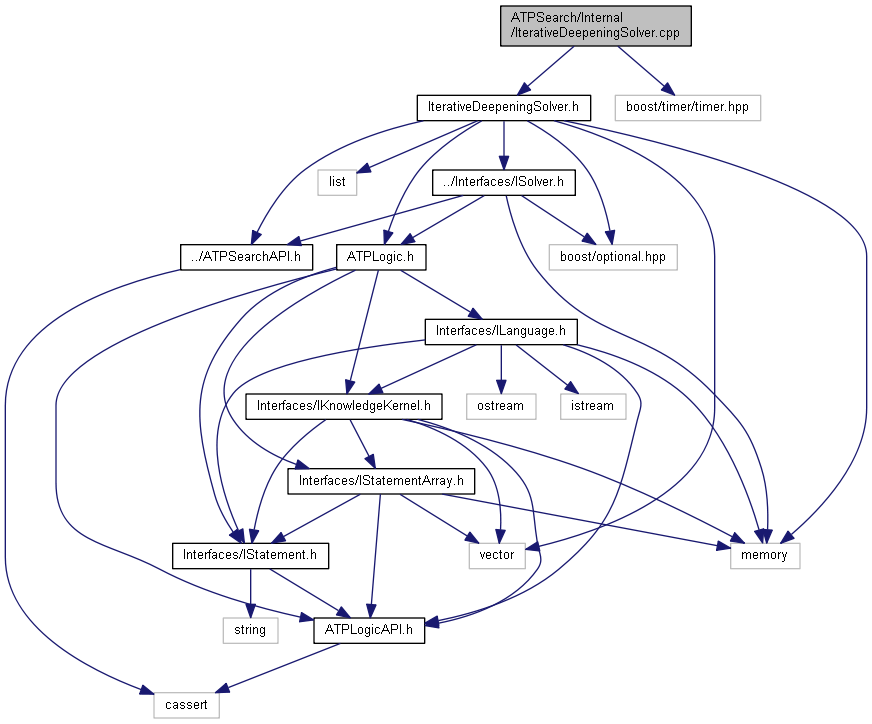 ATPSearch/Internal
/IterativeDeepeningSolver.cpp
IterativeDeepeningSolver.h
boost/timer/timer.hpp
list
../Interfaces/ISolver.h
../ATPSearchAPI.h
ATPLogic.h
boost/optional.hpp
Interfaces/ILanguage.h
Interfaces/IKnowledgeKernel.h
ostream
istream
Interfaces/IStatementArray.h
Interfaces/IStatement.h
vector
memory
string
ATPLogicAPI.h
cassert